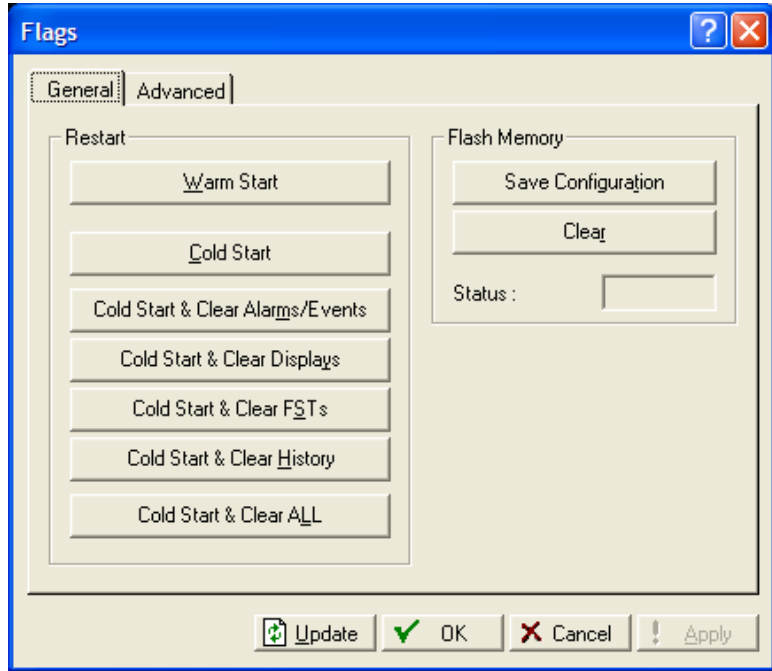 Flags
General Advanced
Restart
Warm Start
Cold Start
Cold Start & Clear Alarms/Events
Cold Start & Clear Displays
Cold Start & Clear FSTs
Cold Start & Clear History
Cold Start & Clear ALL
Flash Memory
Save Configuration
Clear
Status :
Update OK Cancel Apply